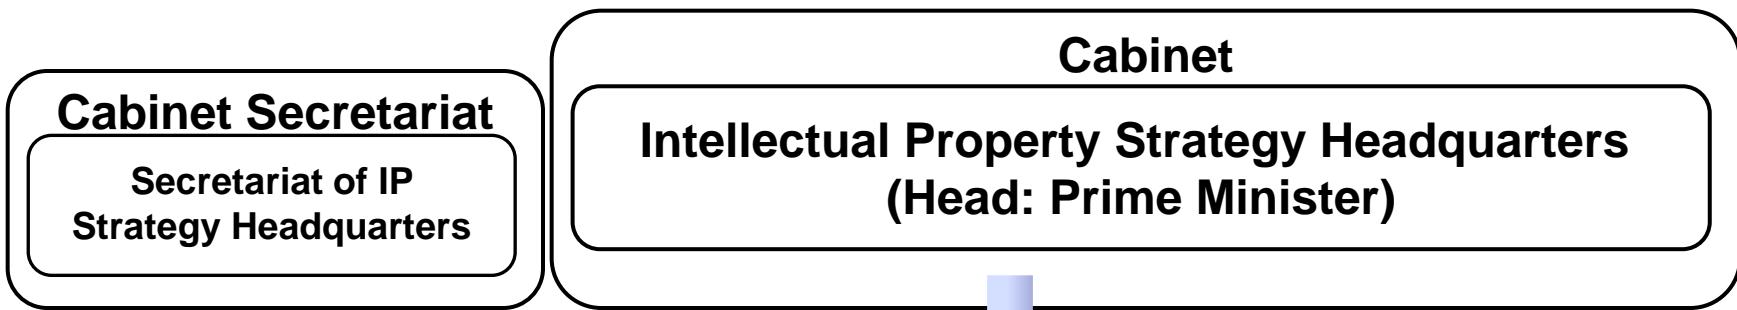 Cabinet Secretariat
Secretariat of IP
Strategy Headquarters
Cabinet
Intellectual Property Strategy Headquarters
(Head: Prime Minister)